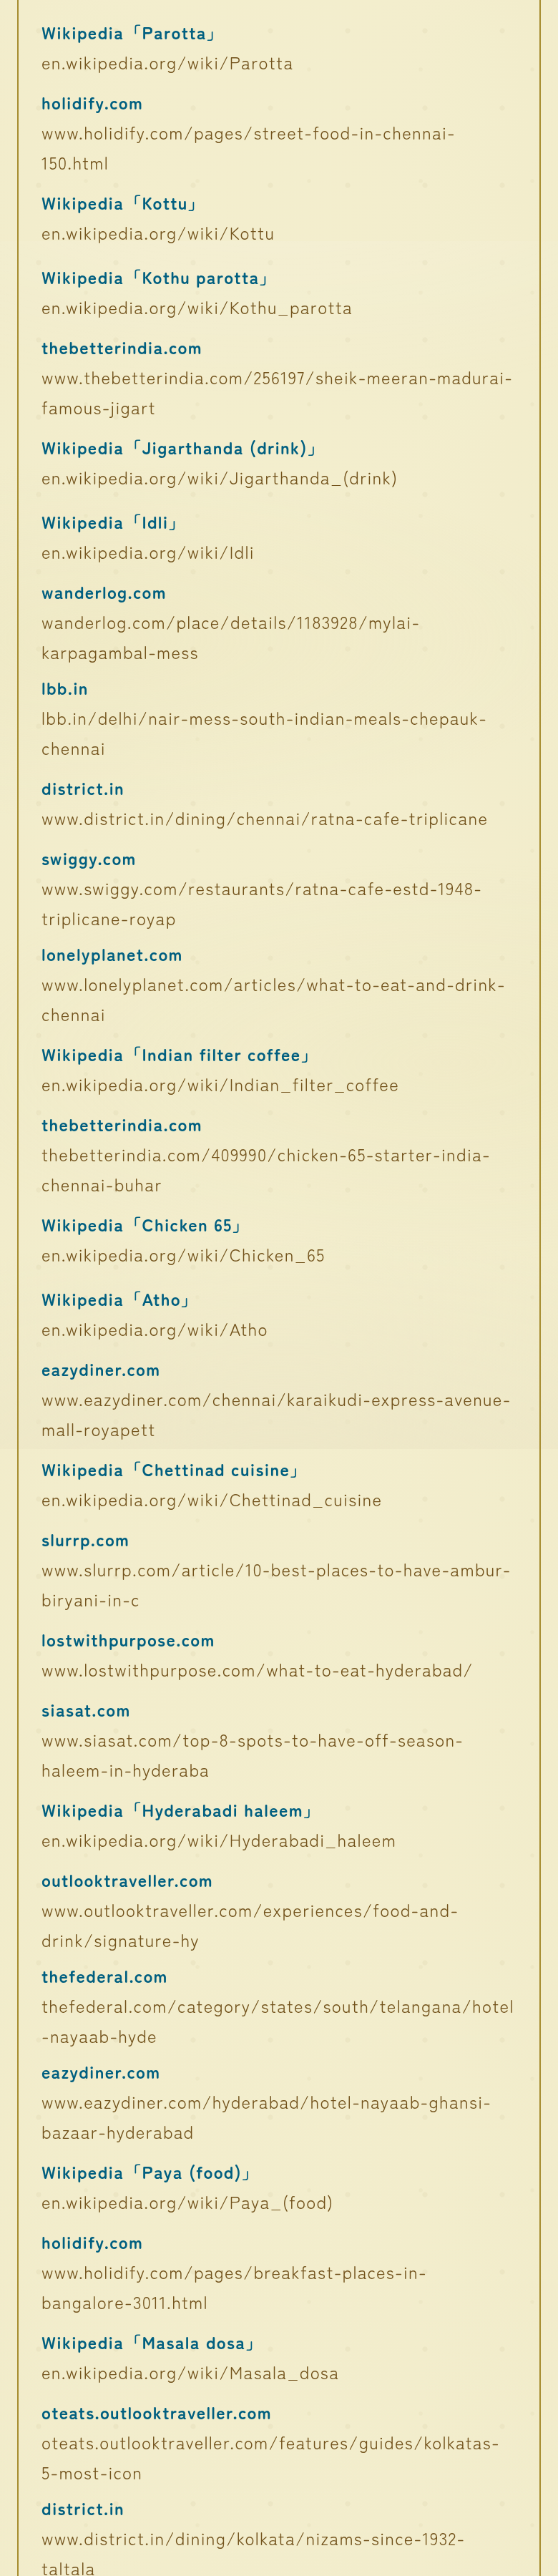 Wikipedia「Parotta」
en.wikipedia.org/wiki/Parotta
holidify.com
www.holidify.com/pages/street-food-in-chennai-
150.html
Wikipedia「Kottu」
en.wikipedia.org/wiki/Kottu
Wikipedia「Kothu parotta」
en.wikipedia.org/wiki/Kothu_parotta
thebetterindia.com
www.thebetterindia.com/256197/sheik-meeran-madurai-
famous-jigart
Wikipedia「Jigarthanda (drink)」
en.wikipedia.org/wiki/Jigarthanda_(drink)
Wikipedia「Idli」
en.wikipedia.org/wiki/Idli
wanderlog.com
wanderlog.com/place/details/1183928/mylai-
karpagambal-mess
lbb.in
lbb.in/delhi/nair-mess-south-indian-meals-chepauk-
chennai
district.in
www.district.in/dining/chennai/ratna-cafe-triplicane
swiggy.com
www.swiggy.com/restaurants/ratna-cafe-estd-1948-
triplicane-royap
lonelyplanet.com
www.lonelyplanet.com/articles/what-to-eat-and-drink-
chennai
Wikipedia「Indian filter coffee」
en.wikipedia.org/wiki/Indian_filter_coffee
thebetterindia.com
thebetterindia.com/409990/chicken-65-starter-india-
chennai-buhar
Wikipedia「Chicken 65」
en.wikipedia.org/wiki/Chicken_65
Wikipedia「Atho」
en.wikipedia.org/wiki/Atho
eazydiner.com
www.eazydiner.com/chennai/karaikudi-express-avenue-
mall-royapett
Wikipedia「Chettinad cuisine」
en.wikipedia.org/wiki/Chettinad_cuisine
slurrp.com
www.slurrp.com/article/10-best-places-to-have-ambur-
biryani-in-c
lostwithpurpose.com
www.lostwithpurpose.com/what-to-eat-hyderabad/
siasat.com
www.siasat.com/top-8-spots-to-have-off-season-
haleem-in-hyderaba
Wikipedia「Hyderabadi haleem」
en.wikipedia.org/wiki/Hyderabadi_haleem
outlooktraveller.com
www.outlooktraveller.com/experiences/food-and-
drink/signature-hy
thefederal.com
thefederal.com/category/states/south/telangana/hotel
-nayaab-hyde
eazydiner.com
www.eazydiner.com/hyderabad/hotel-nayaab-ghansi-
bazaar-hyderabad
Wikipedia「Paya (food)」
en.wikipedia.org/wiki/Paya_(food)
holidify.com
www.holidify.com/pages/breakfast-places-in-
bangalore-3011.html
Wikipedia「Masala dosa」
en.wikipedia.org/wiki/Masala_dosa
oteats.outlooktraveller.com
oteats.outlooktraveller.com/features/guides/kolkatas-
5-most-icon
district.in
www.district.in/dining/kolkata/nizams-since-1932-
taltala